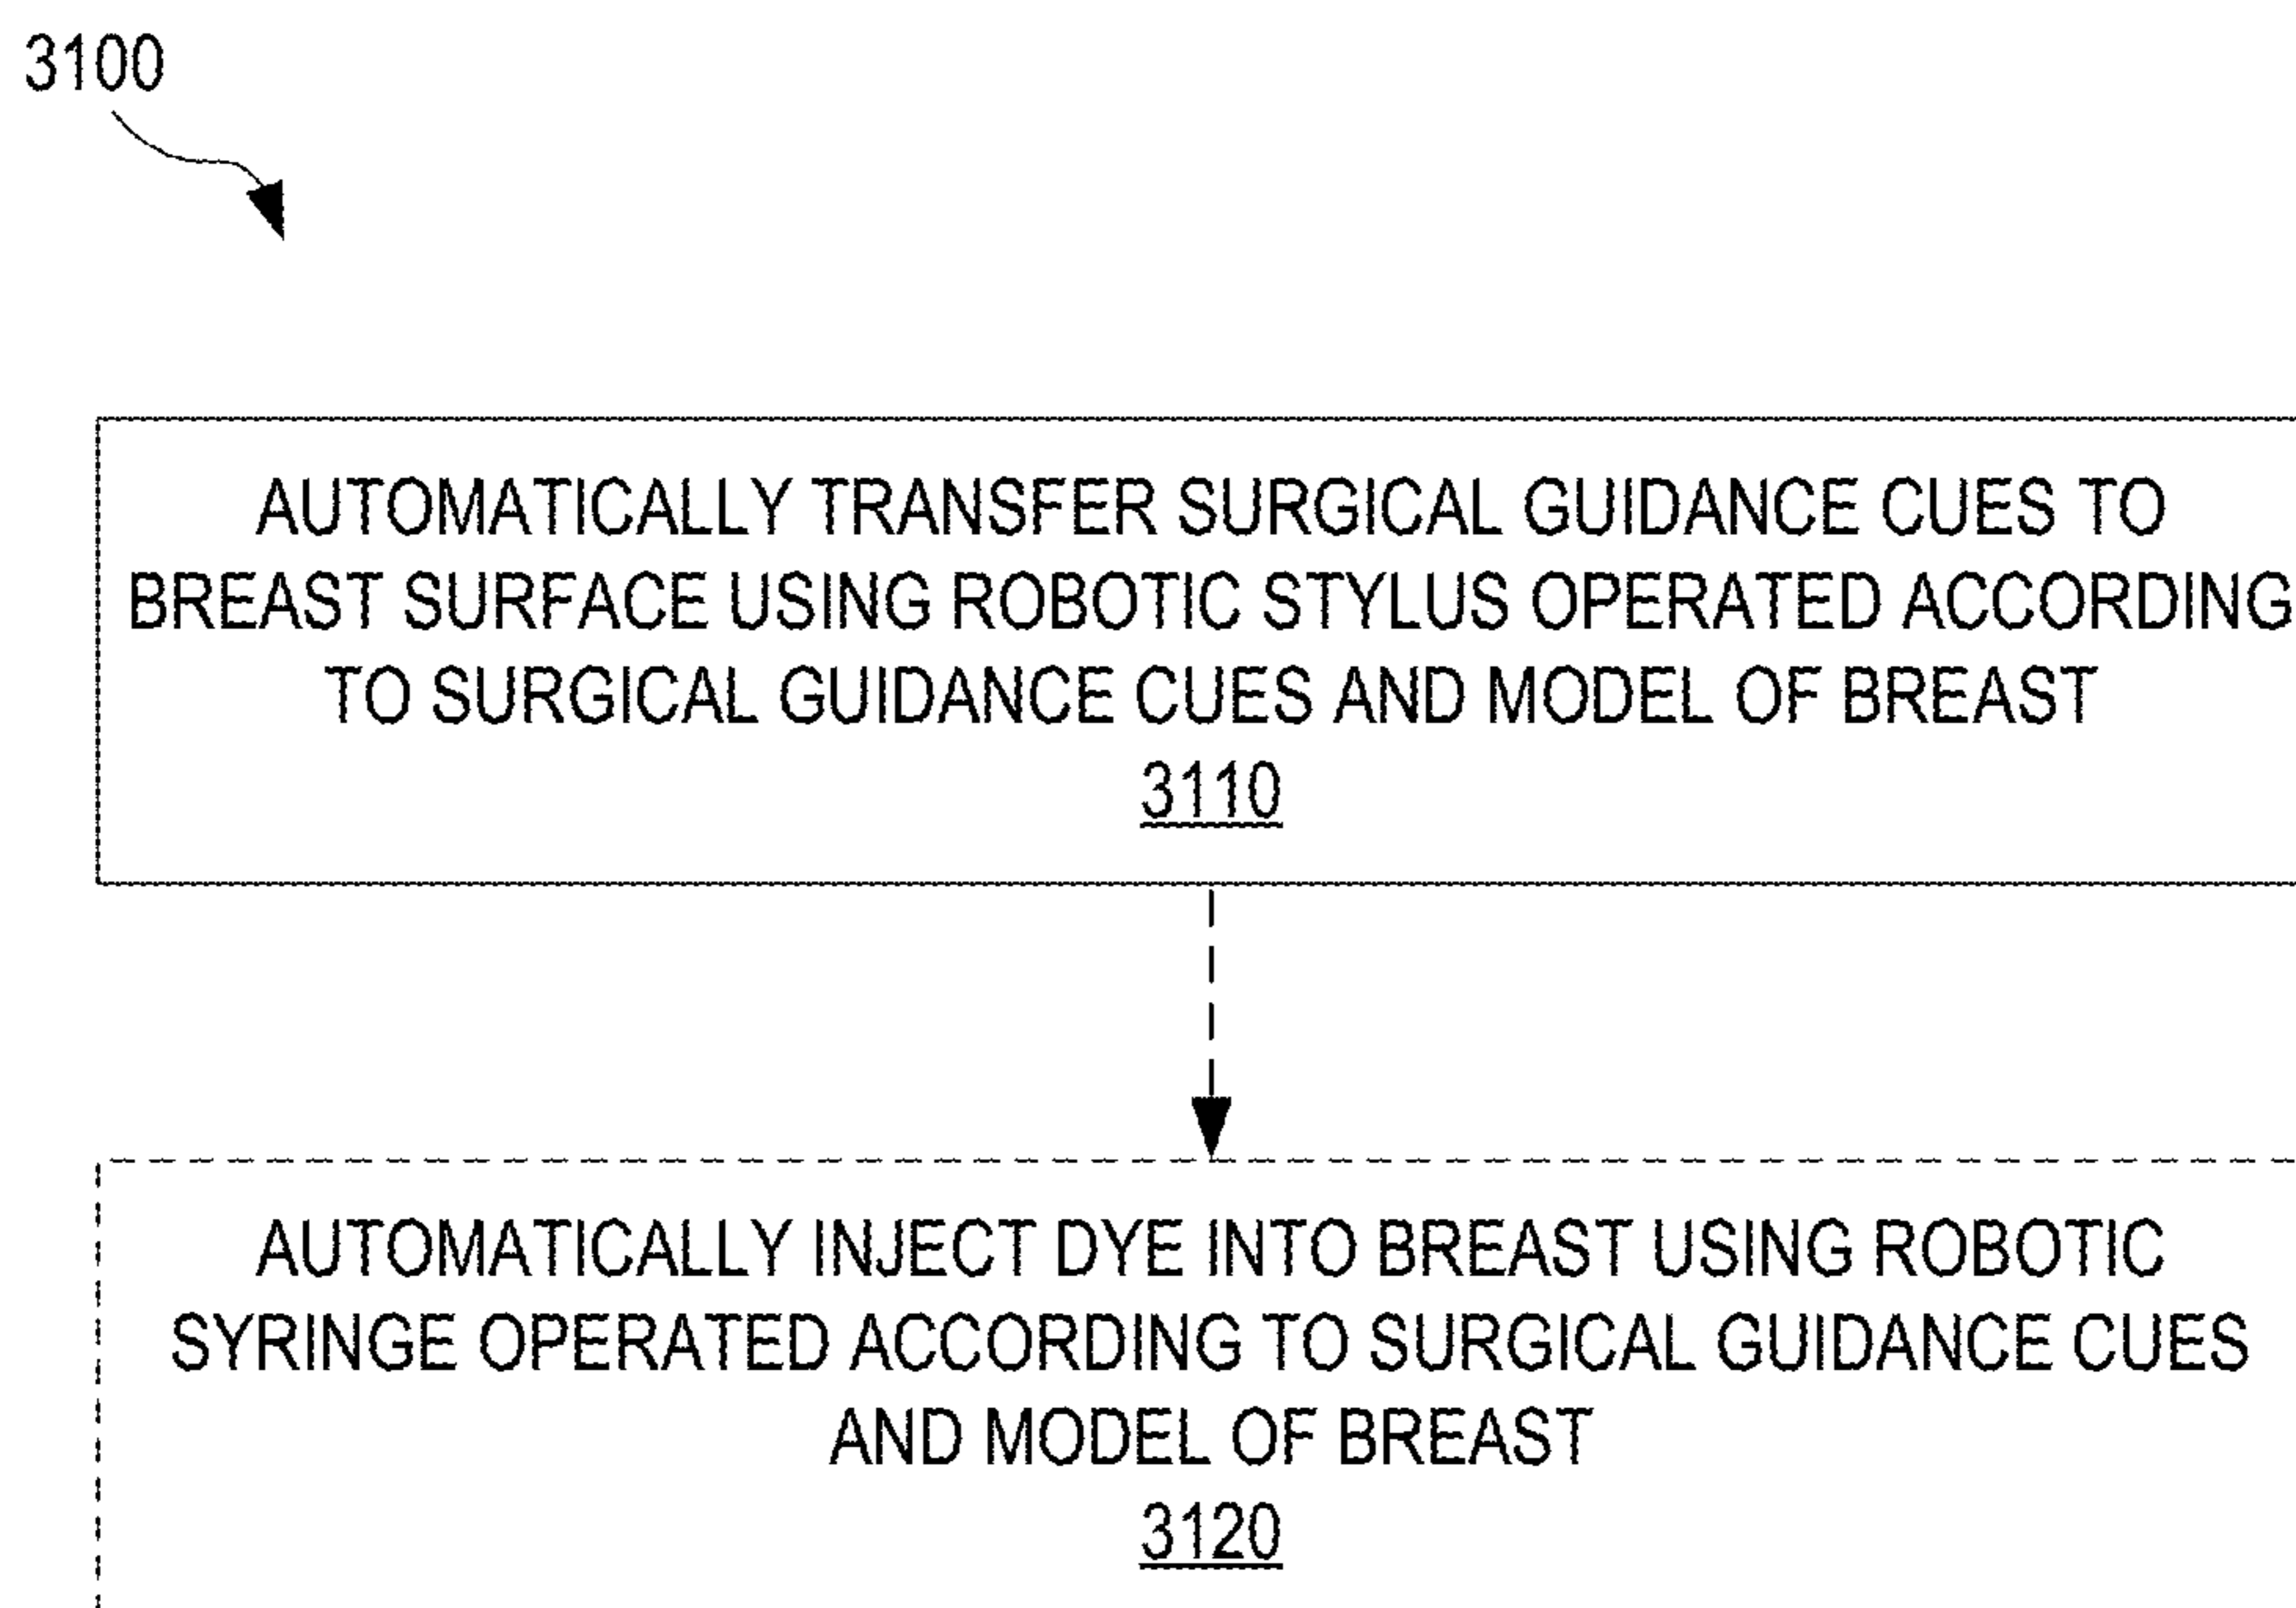 3100
AUTOMATICALLY TRANSFER SURGICAL GUIDANCE CUES TO
BREAST SURFACE USING ROBOTIC STYLUS OPERATED ACCORDING
TO SURGICAL GUIDANCE CUES AND MODEL OF BREAST
3110
AUTOMATICALLY INJECT DYE INTO BREAST USING ROBOTIC
SYRINGE OPERATED ACCORDING TO SURGICAL GUIDANCE CUES
AND MODEL OF BREAST
3120